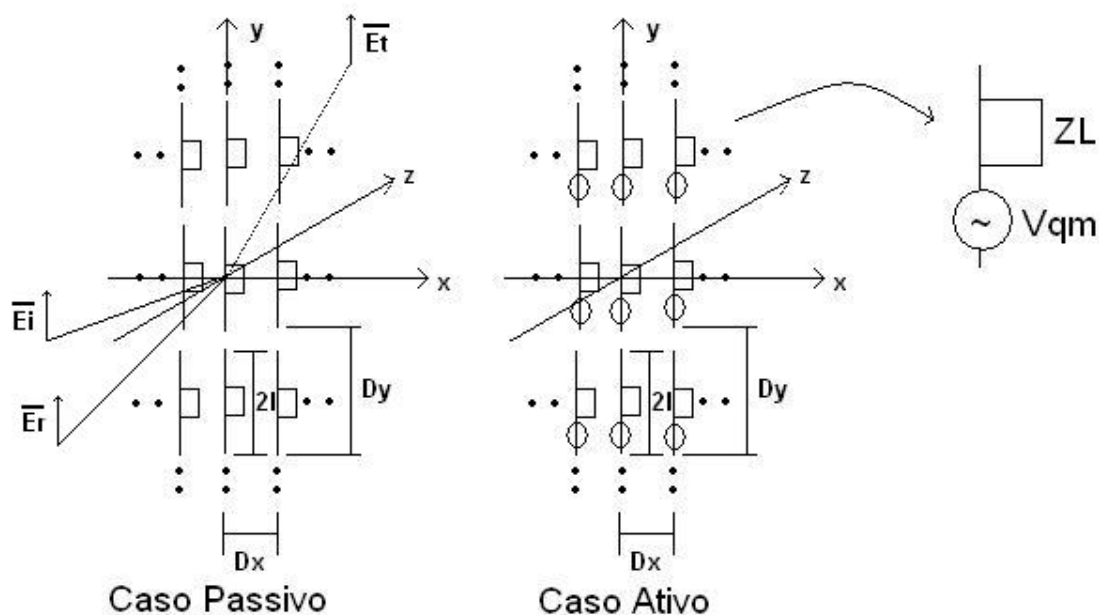 y
Et
z
x
Ei
Er
2l
Dy
Dx
Caso Passivo
y
z
x
2l
Dy
Dx
Caso Ativo
ZL
~
Vqm